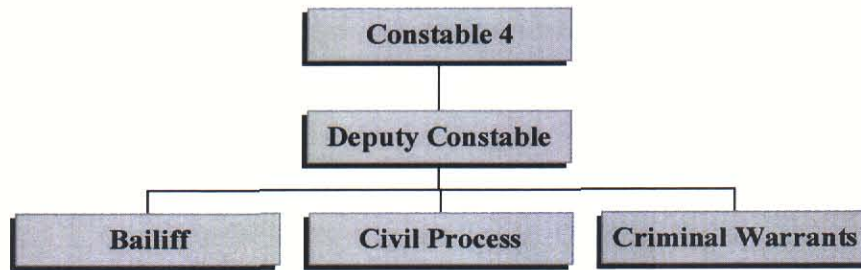 Constable 4
Deputy Constable
Bailiff
Civil Process
Criminal Warrants